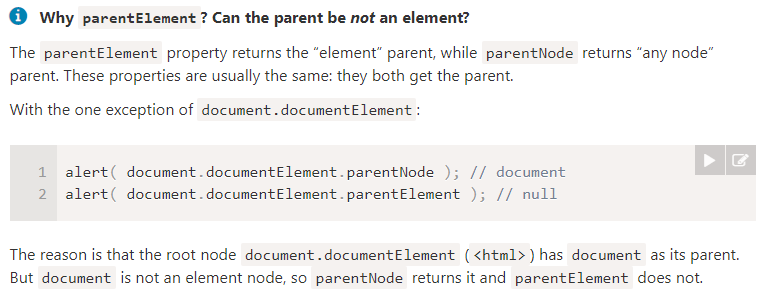 Why parentElement? Can the parent be not an element?
The parentElement property returns the “element” parent, while parentNode returns “any node”
parent. These properties are usually the same: they both get the parent.
With the one exception of document.documentElement:
1 alert( document.documentElement.parentNode ); // document
2 alert( document.documentElement.parentElement ); // null
The reason is that the root node document.documentElement (<html>) has document as its parent.
But document is not an element node, so parentNode returns it and parentElement does not.